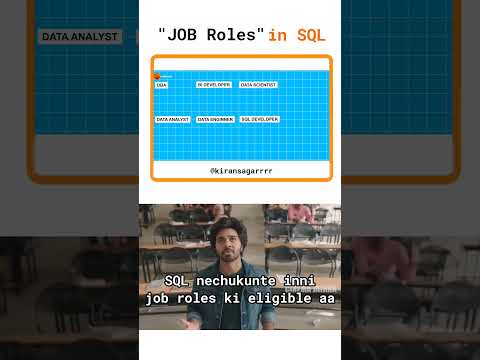 "JOB Roles" in SQL
DATA ANALYST
DBA
BI DEVELOPER
DATA SCIENTIST
DATA ANALYST
DATA ENGINNER
SQL DEVELOPER
@kiransagarrrr
SQL nechukunte inni
job roles ki eligible aa